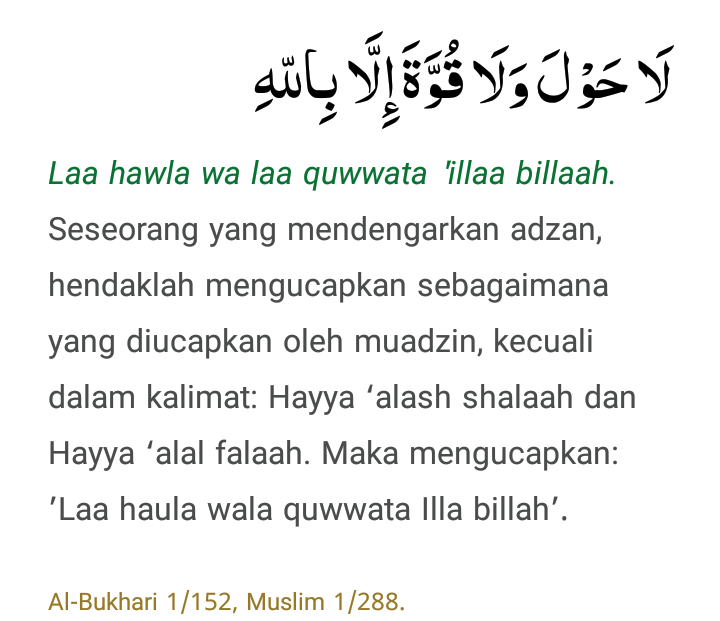 لَا حَوْلَ وَلَا قُوَّةَ إِلَّا بِاللّٰهِ
Laa hawla wa laa quwwata 'illaa billaah.
Seseorang yang mendengarkan adzan,
hendaklah mengucapkan sebagaimana
yang diucapkan oleh muadzin, kecuali
dalam kalimat: Hayya ‘alash shalaah dan
Hayya ‘alal falaah. Maka mengucapkan:
’Laa haula wala quwwata Illa billah’.
Al-Bukhari 1/152, Muslim 1/288.